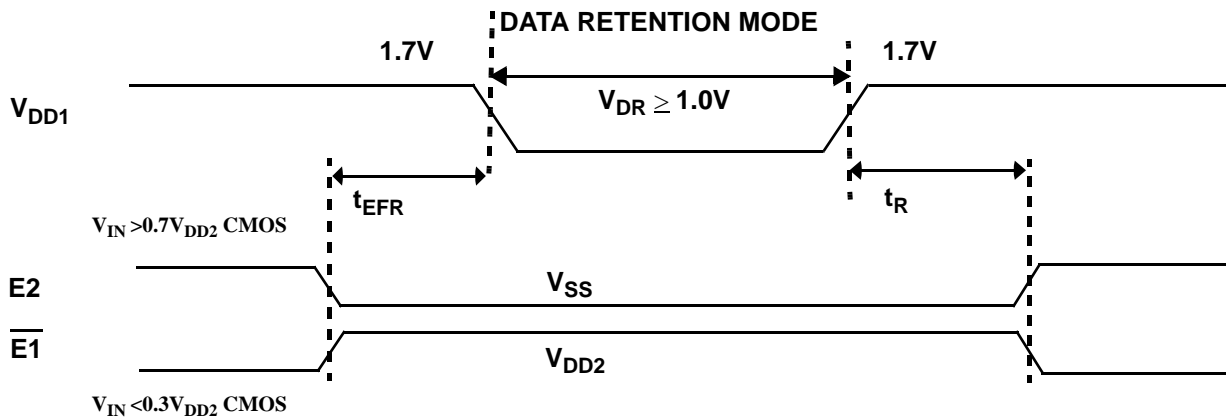 DATA RETENTION MODE
1.7V 1.7V
VDD1 VDR ≥ 1.0V
tEFR tR
VIN >0.7VDD2 CMOS
E2 VSS
E1 VDD2
VIN <0.3VDD2 CMOS